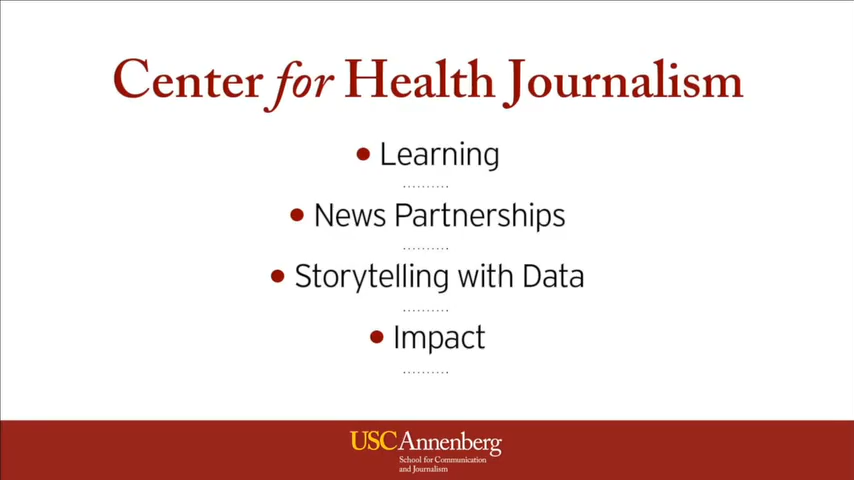 Center for Health Journalism
• Learning
• News Partnerships
• Storytelling with Data
• Impact
USC Annenberg
School for Communication
and Journalism